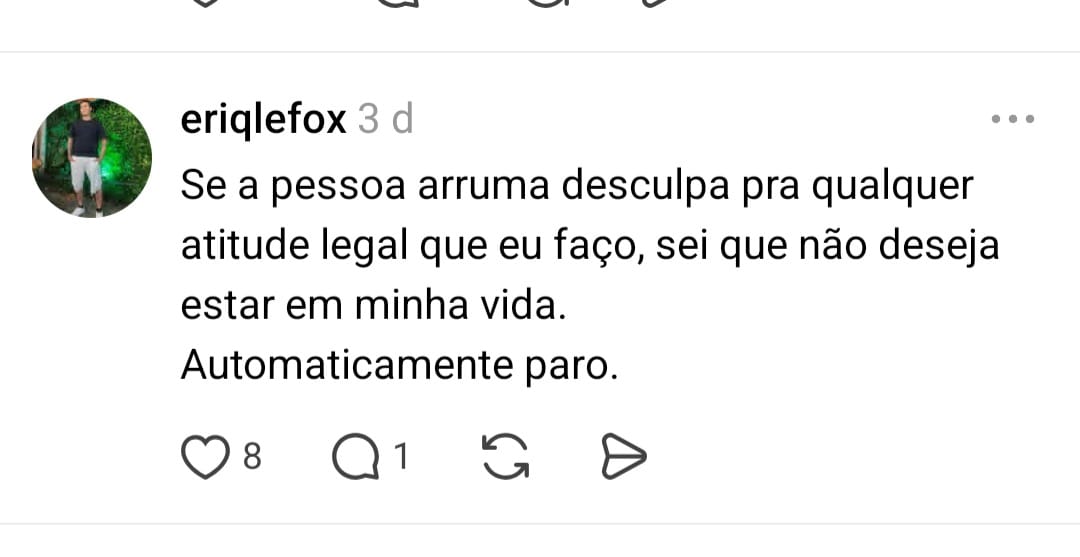 eriqlefox 3 d
Se a pessoa arruma desculpa pra qualquer
atitude legal que eu faço, sei que não deseja
estar em minha vida.
Automaticamente paro.
8 1